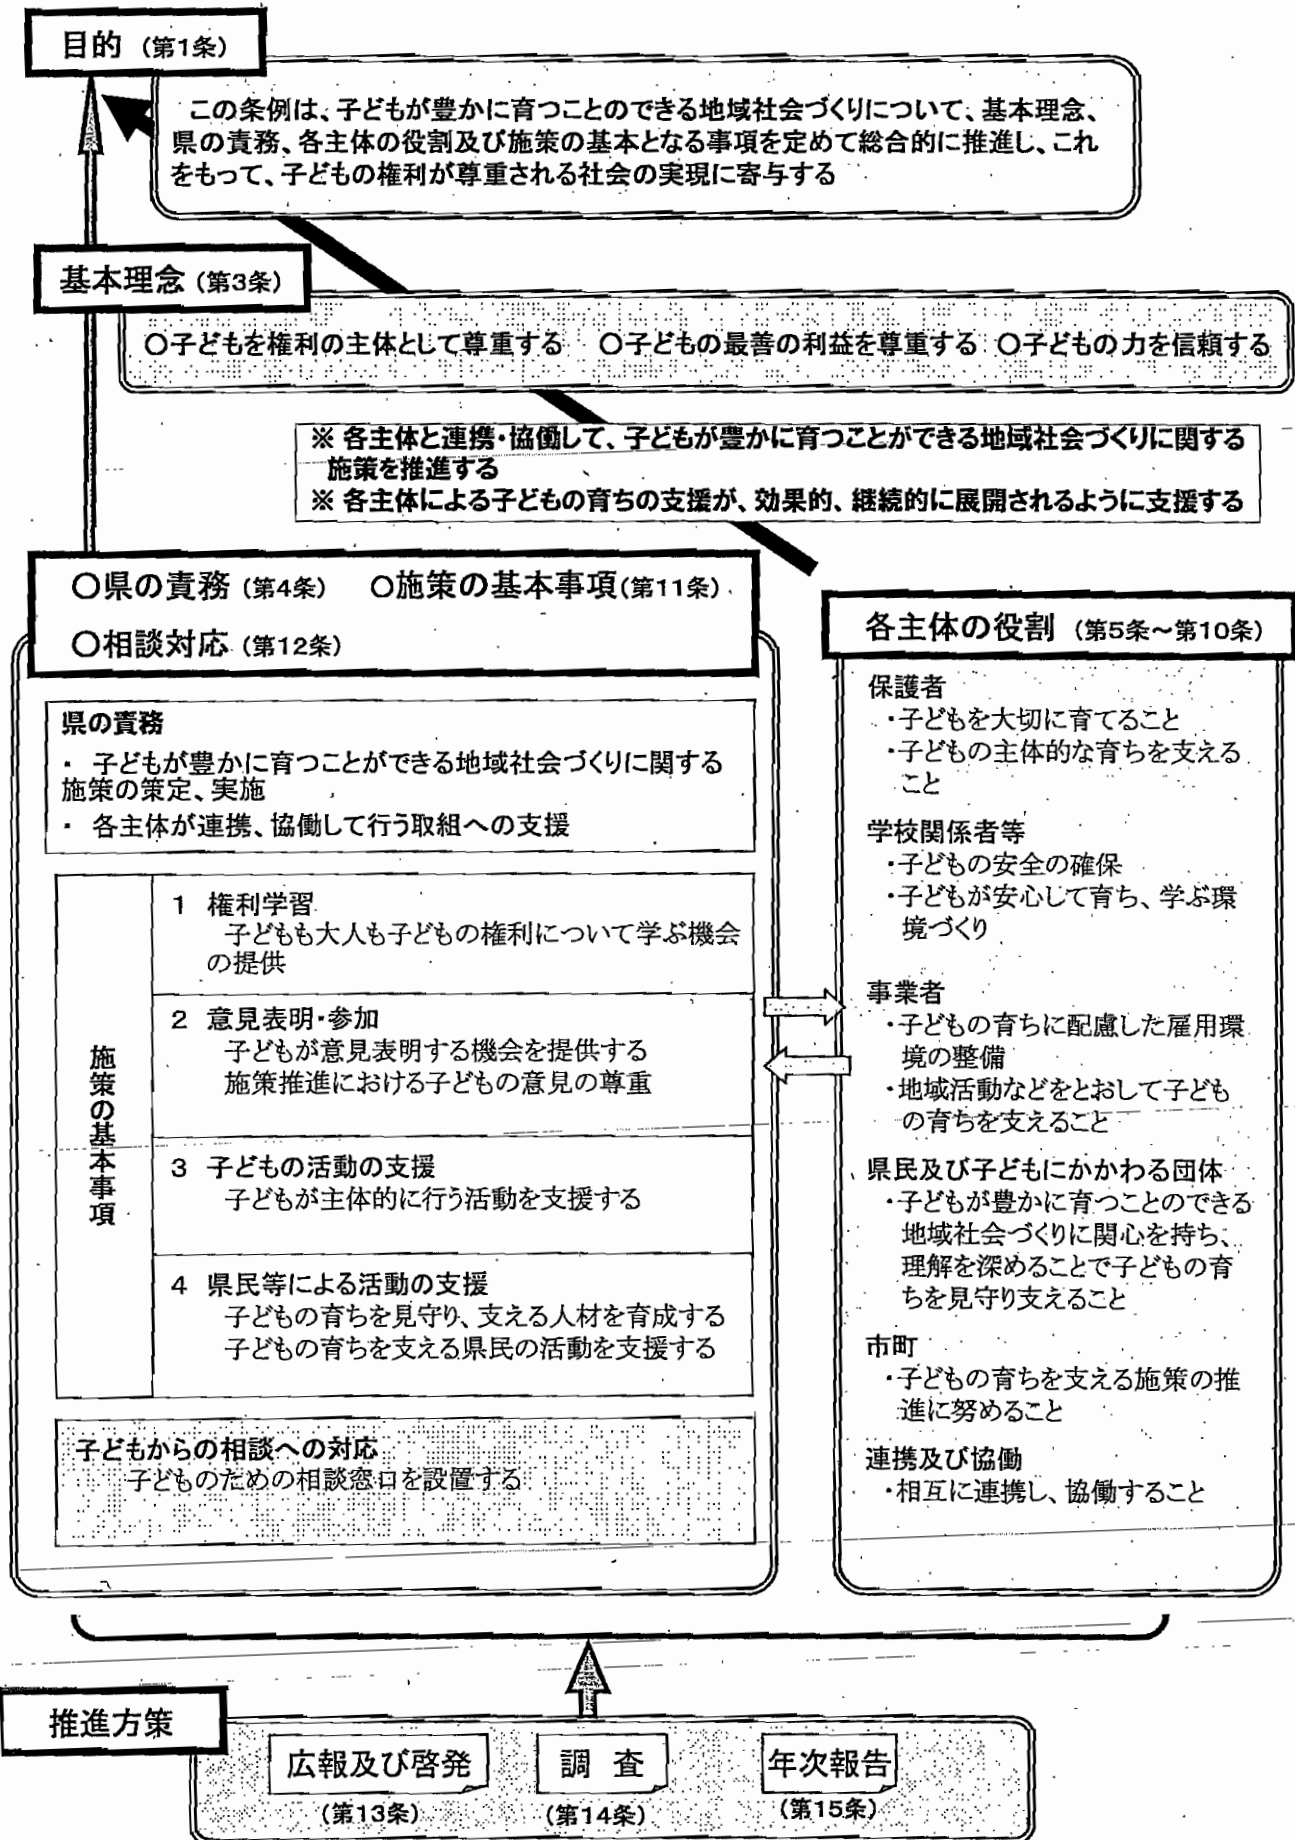 目的 (第1条)
この条例は、子どもが豊かに育つことのできる地域社会づくりについて、基本理念、
県の責務、各主体の役割及び施策の基本となる事項を定めて総合的に推進し、これ
をもって、子どもの権利が尊重される社会の実現に寄与する
基本理念 (第3条)
○子どもを権利の主体として尊重する ○子どもの最善の利益を尊重する ○子どもの力を信頼する
※ 各主体と連携・協働して、子どもが豊かに育つことができる地域社会づくりに関する
施策を推進する
※ 各主体による子どもの育ちの支援が、効果的、継続的に展開されるように支援する
○県の責務 (第4条) ○施策の基本事項(第11条)
○相談対応 (第12条)
県の責務
・ 子どもが豊かに育つことができる地域社会づくりに関する
施策の策定、実施
・ 各主体が連携、協働して行う取組への支援
施策の基本事項
1 権利学習
子どもも大人も子どもの権利について学ぶ機会
の提供
2 意見表明・参加
子どもが意見表明する機会を提供する
施策推進における子どもの意見の尊重
3 子どもの活動の支援
子どもが主体的に行う活動を支援する
4 県民等による活動の支援
子どもの育ちを見守り、支える人材を育成する
子どもの育ちを支える県民の活動を支援する
子どもからの相談への対応
子どものための相談窓口を設置する
各主体の役割 (第5条～第10条)
保護者
・子どもを大切に育てること
・子どもの主体的な育ちを支える
こと
学校関係者等
・子どもの安全の確保
・子どもが安心して育ち、学ぶ環
境づくり
事業者
・子どもの育ちに配慮した雇用環
境の整備
・地域活動などをとおして子ども
の育ちを支えること
県民及び子どもにかかわる団体
・子どもが豊かに育つことのできる
地域社会づくりに関心を持ち、
理解を深めることで子どもの育
ちを見守り支えること
市町
・子どもの育ちを支える施策の推
進に努めること
連携及び協働
・相互に連携し、協働すること
推進方策
広報及び啓発
(第13条)
調 査
(第14条)
年次報告
(第15条)